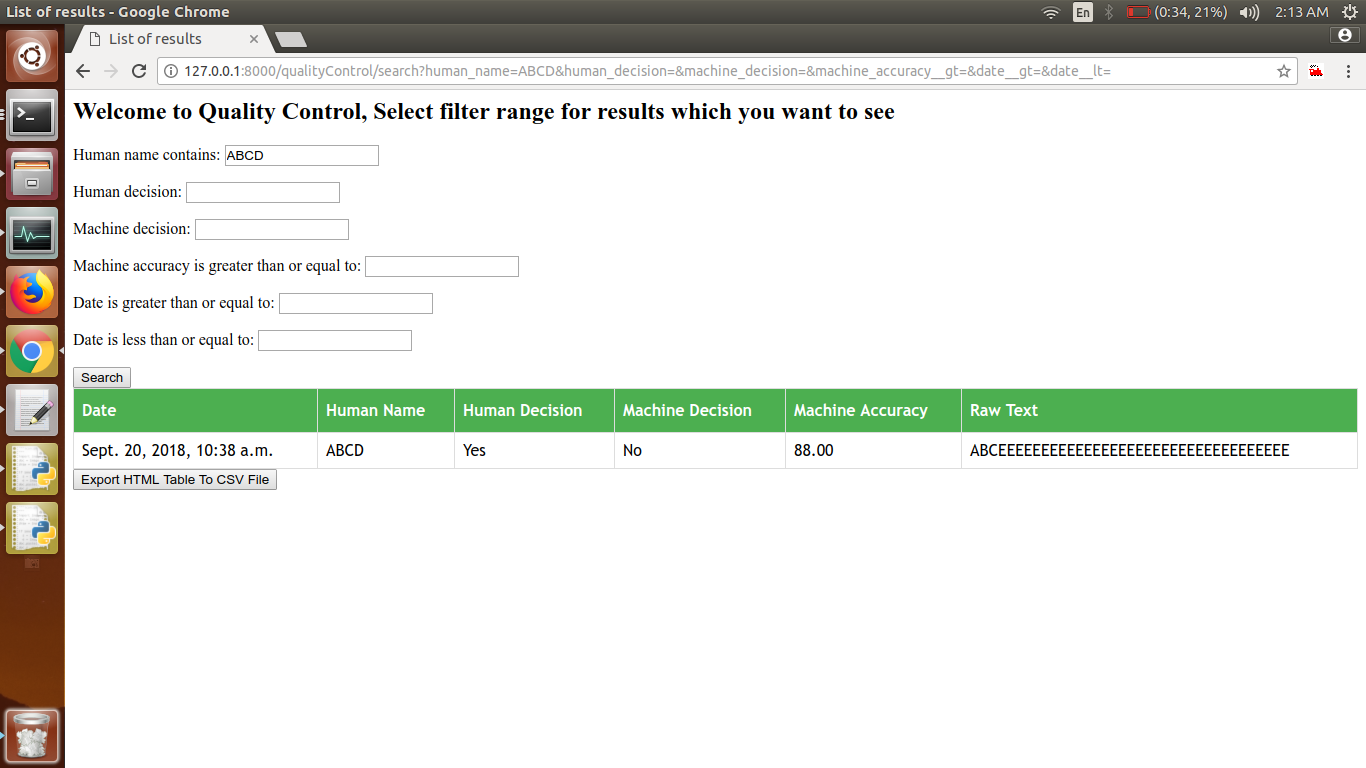 List of results - Google Chrome
En (0:34, 21%) 2:13 AM
List of results
127.0.0.1:8000/qualityControl/search?human_name=ABCD&human_decision=&machine_decision=&machine_accuracy__gt=&date__gt=&date__lt=
Welcome to Quality Control, Select filter range for results which you want to see
Human name contains: ABCD
Human decision:
Machine decision:
Machine accuracy is greater than or equal to:
Date is greater than or equal to:
Date is less than or equal to:
Search
Date Human Name Human Decision Machine Decision Machine Accuracy Raw Text
Sept. 20, 2018, 10:38 a.m. ABCD Yes No 88.00 ABCEEEEEEEEEEEEEEEEEEEEEEEEEEEEEEEEEEEEE
Export HTML Table To CSV File